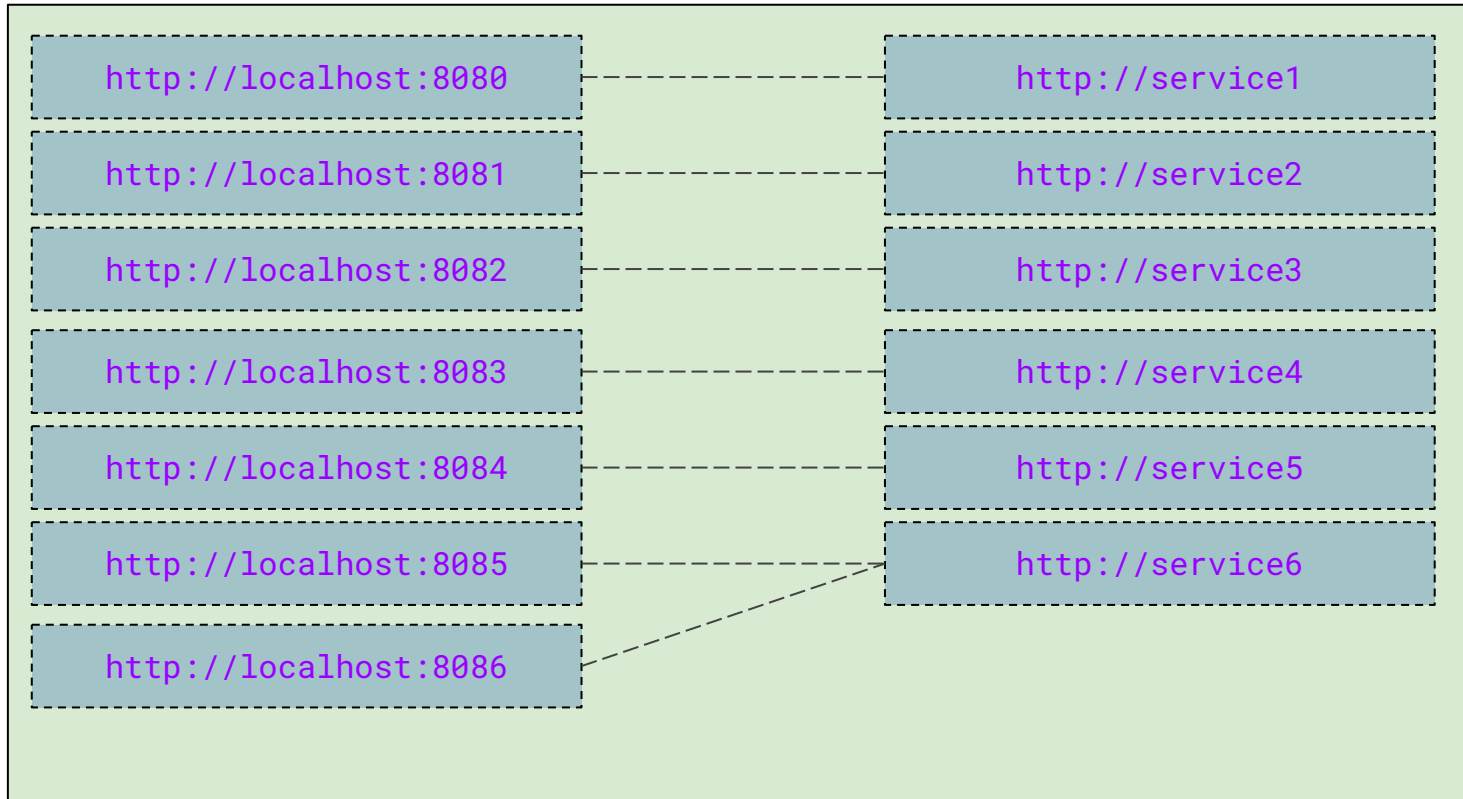 http://localhost:8080
http://service1
http://localhost:8081
http://service2
http://localhost:8082
http://service3
http://localhost:8083
http://service4
http://localhost:8084
http://service5
http://localhost:8085
http://service6
http://localhost:8086